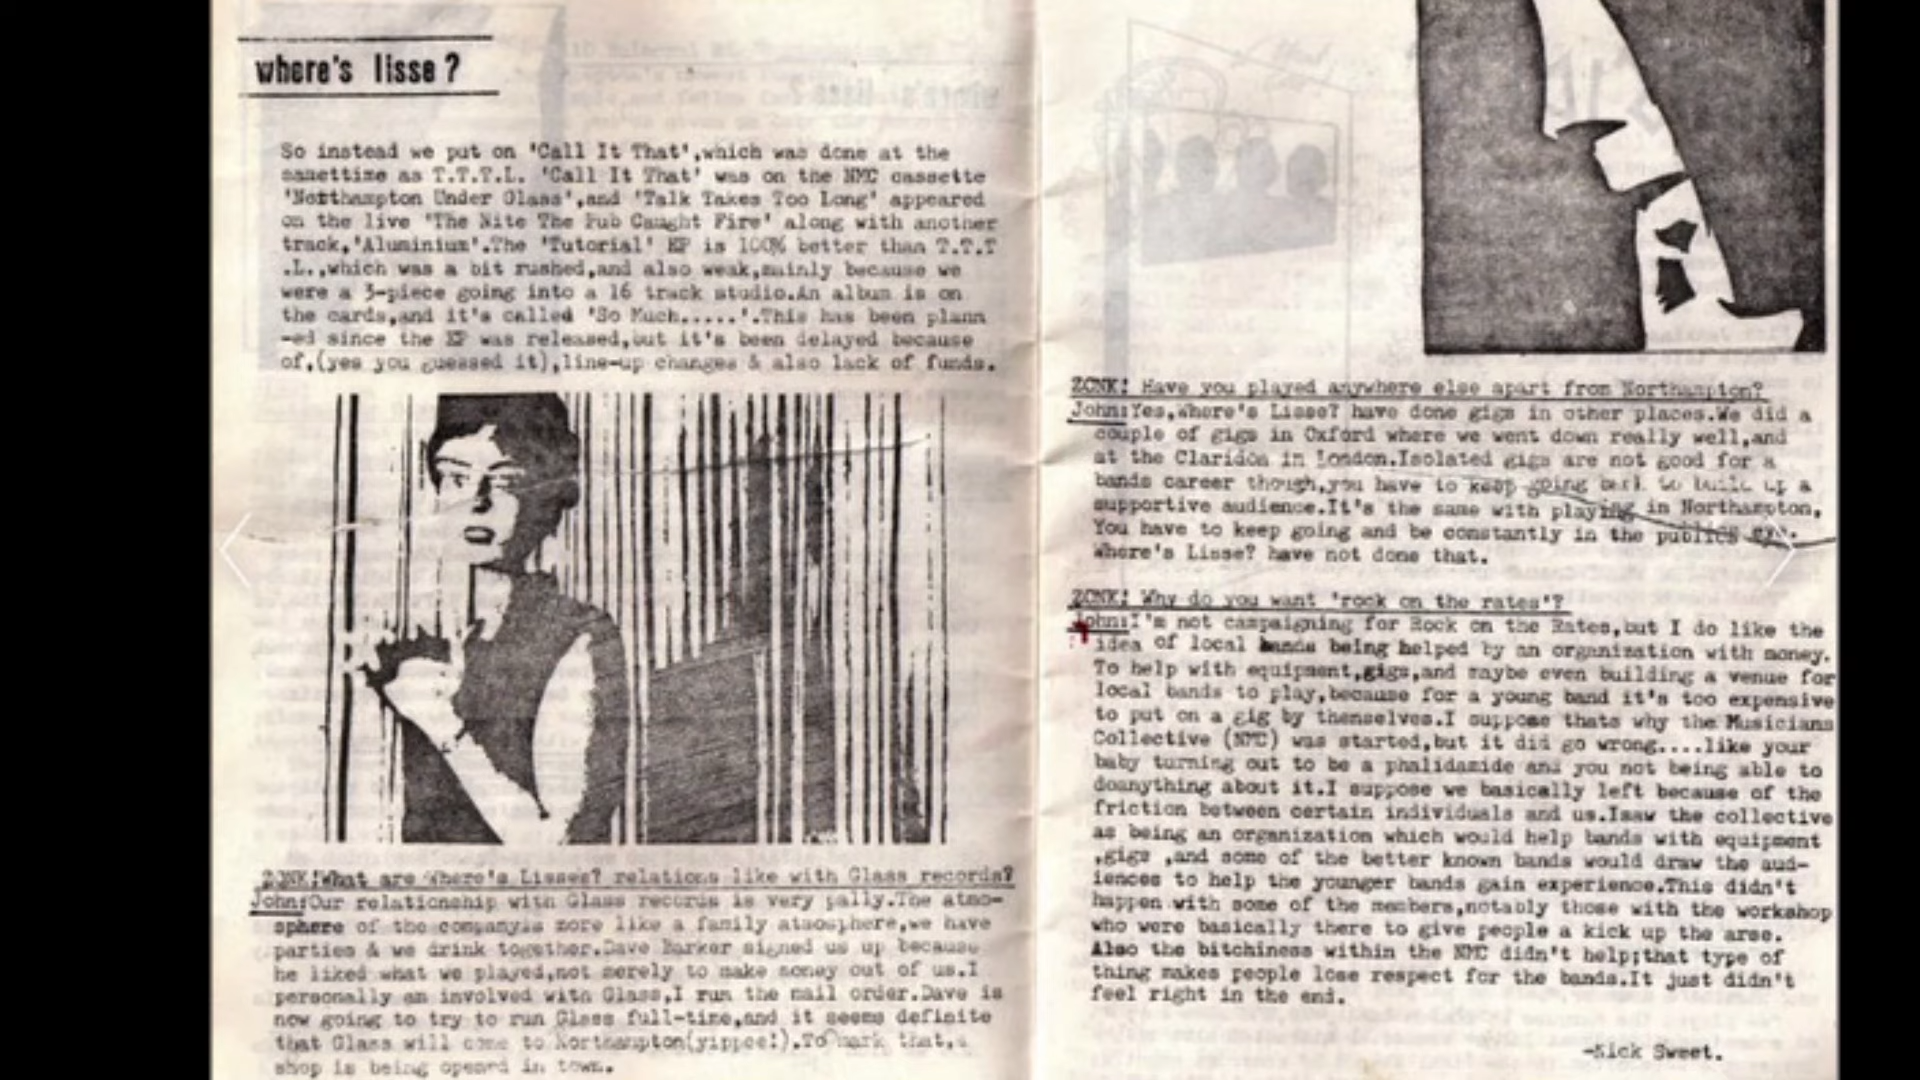 where's lisse?
So instead we put on 'Call It That',which was done at the
samettime as T.T.T.L. 'Call It That' was on the NMC cassette
'Northampton Under Glass',and 'Talk Takes Too Long' appeared
on the live 'The Nite The Pub Caught Fire' along with another
track,'Aluminium'.The 'Tutorial' EP is 100% better than T.T.T
.L.,which was a bit rushed,and also weak,mainly because we
were a 3-piece going into a 16 track studio.An album is on
the cards,and it's called 'So Much.....'.This has been plann
-ed since the EP was released,but it's been delayed because
of,(yes you guessed it),line-up changes & also lack of funds.
ZONK!What are Where's Lisses? relations like with Glass records?
John:Our relationship with Glass records is very pally.The atmo-
sphere of the companyis more like a family atmosphere,we have
parties & we drink together.Dave Barker signed us up because
he liked what we played,not merely to make money out of us.I
personally am involved with Glass,I run the mail order.Dave is
now going to try to run Glass full-time,and it seems definite
that Glass will come to Northampton(yippee!).To mark that,a
shop is being opened in town.
ZONK! Have you played anywhere else apart from Northampton?
John:Yes,Where's Lisse? have done gigs in other places.We did a
couple of gigs in Oxford where we went down really well,and
at the Claridon in London.Isolated gigs are not good for a
bands career though,you have to keep going back to build up a
supportive audience.It's the same with playing in Northampton,
You have to keep going and be constantly in the publics eye.
Where's Lisse? have not done that.
ZONK! Why do you want 'rock on the rates'?
John:I'm not campaigning for Rock on the Rates,but I do like the
idea of local bands being helped by an organization with money.
To help with equipment,gigs,and maybe even building a venue for
local bands to play,because for a young band it's too expensive
to put on a gig by themselves.I suppose thats why the Musicians
Collective (NMC) was started,but it did go wrong....like your
baby turning out to be a phalidamide and you not being able to
doanything about it.I suppose we basically left because of the
friction between certain individuals and us.Isaw the collective
as being an organization which would help bands with equipment
,gigs ,and some of the better known bands would draw the aud-
iences to help the younger bands gain experience.This didn't
happen with some of the members,notably those with the workshop
who were basically there to give people a kick up the arse.
Also the bitchiness within the NMC didn't help;that type of
thing makes people lose respect for the bands.It just didn't
feel right in the end.
-Nick Sweet.